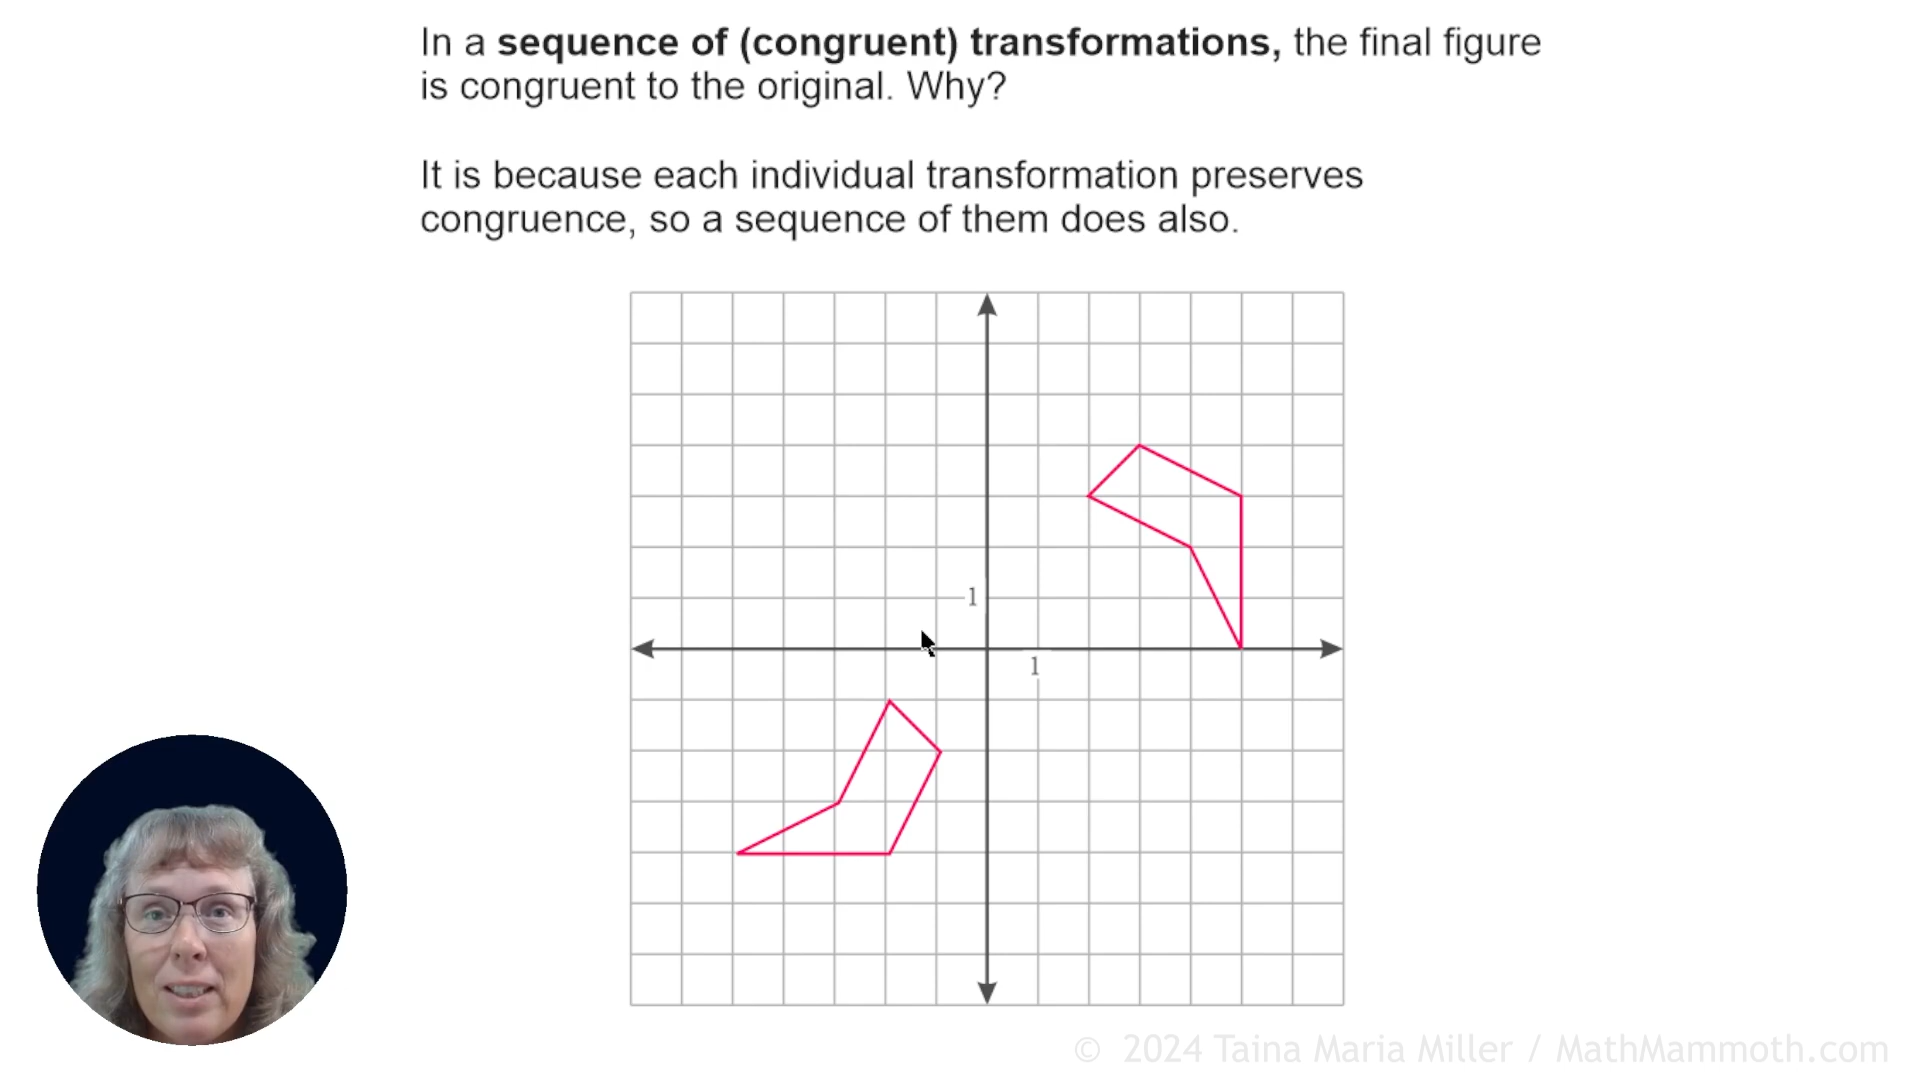 In a sequence of (congruent) transformations, the final figure
is congruent to the original. Why?
It is because each individual transformation preserves
congruence, so a sequence of them does also.
1
1
© 2024 Taina Maria Miller / MathMammoth.com